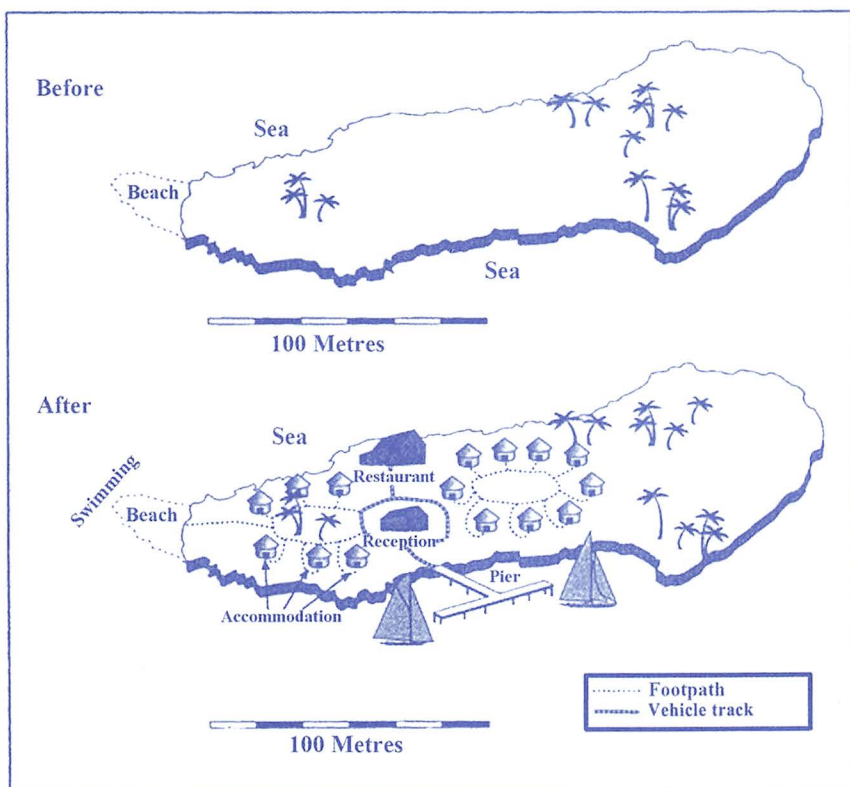 Before
Sea
Beach
Sea
100 Metres
After
Sea
Swimming
Restaurant
Beach
Reception
Pier
Accommodation
Footpath
Vehicle track
100 Metres